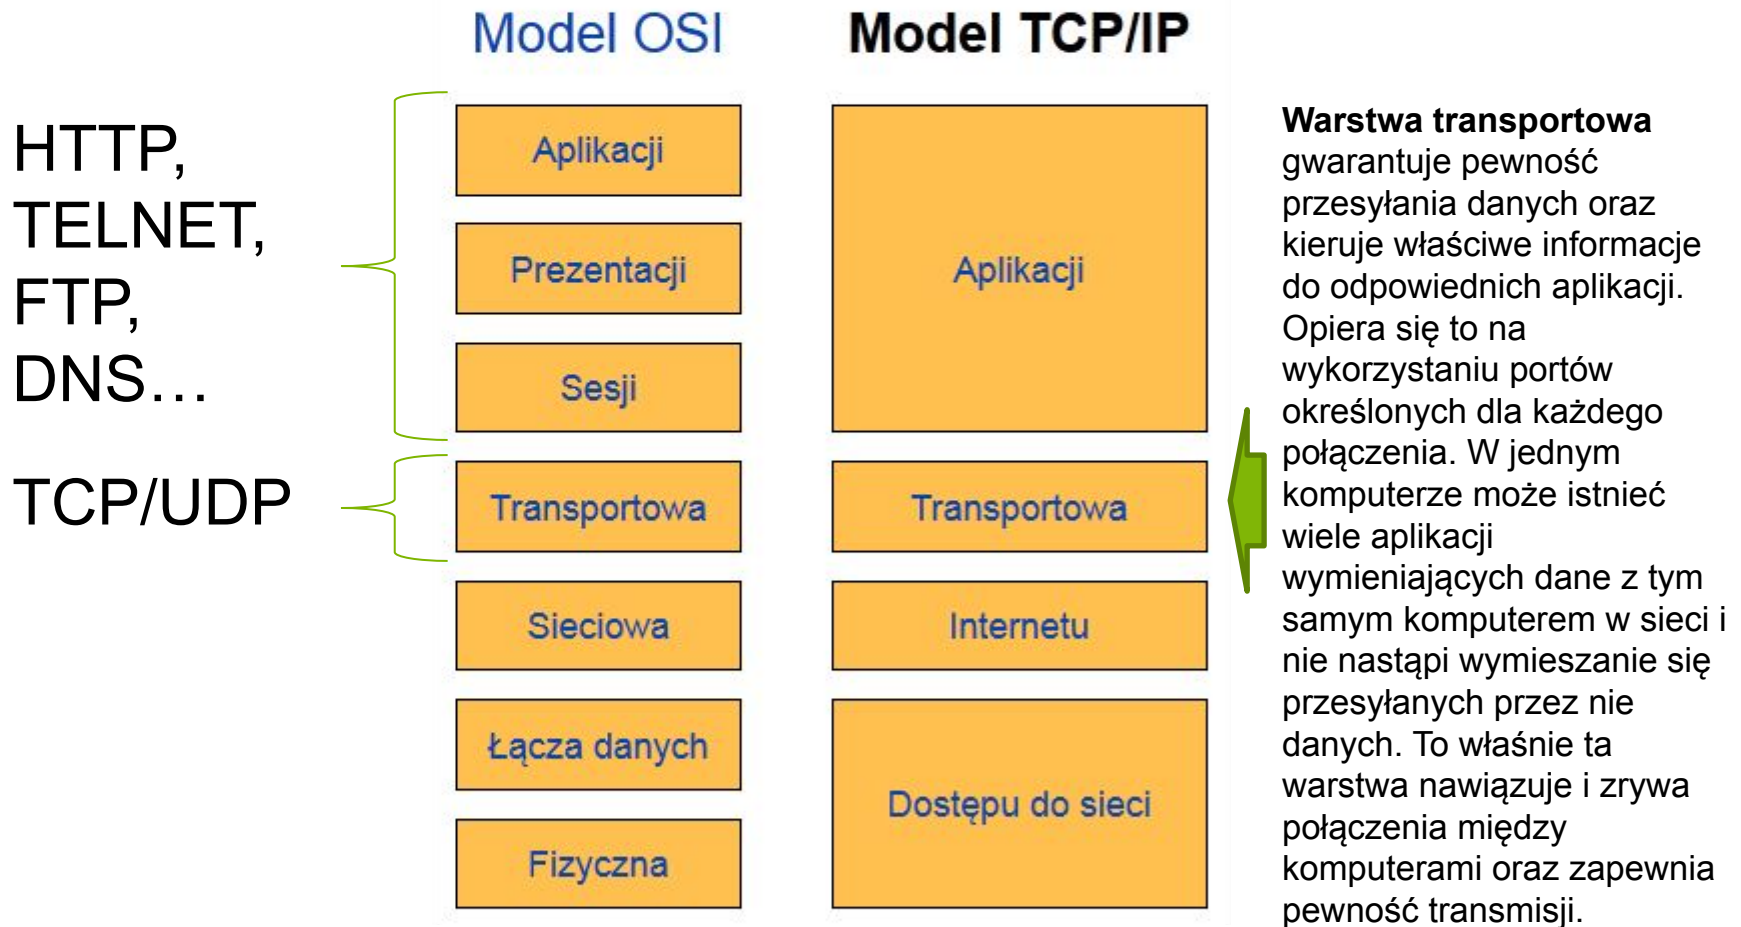 Model OSI
Model TCP/IP
HTTP,
TELNET,
FTP,
DNS…
TCP/UDP
Aplikacji
Prezentacji
Sesji
Transportowa
Sieciowa
Łącza danych
Fizyczna
Aplikacji
Transportowa
Internetu
Dostępu do sieci
Warstwa transportowa
gwarantuje pewność
przesyłania danych oraz
kieruje właściwe informacje
do odpowiednich aplikacji.
Opiera się to na
wykorzystaniu portów
określonych dla każdego
połączenia. W jednym
komputerze może istnieć
wiele aplikacji
wymieniających dane z tym
samym komputerem w sieci i
nie nastąpi wymieszanie się
przesyłanych przez nie
danych. To właśnie ta
warstwa nawiązuje i zrywa
połączenia między
komputerami oraz zapewnia
pewność transmisji.